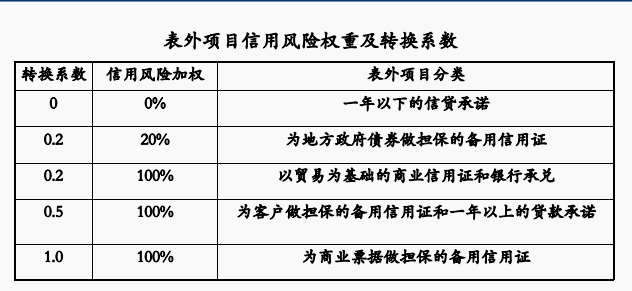 表外项目信用风险权重及转换系数
转换系数 信用风险加权 表外项目分类
0 0% 一年以下的信贷承诺
0.2 20% 为地方政府债券做担保的备用信用证
0.2 100% 以贸易为基础的商业信用证和银行承兑
0.5 100% 为客户做担保的备用信用证和一年以上的贷款承诺
1.0 100% 为商业票据做担保的备用信用证